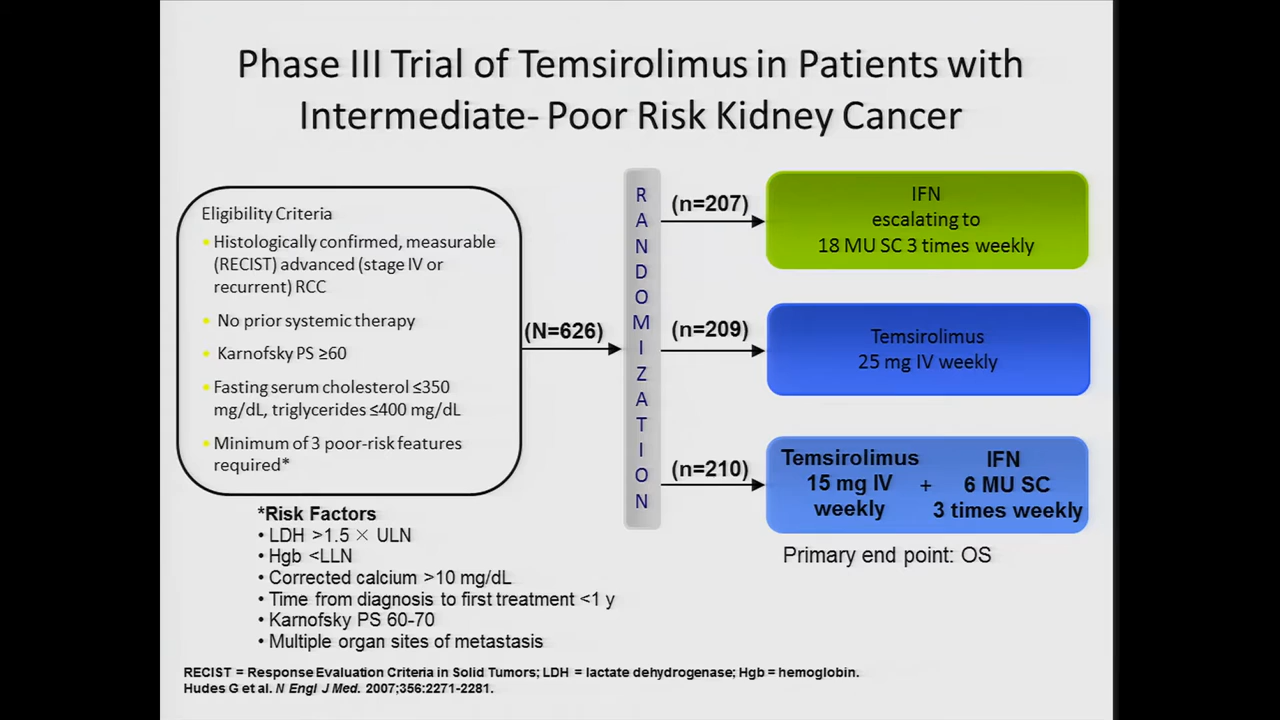 Phase III Trial of Temsirolimus in Patients with
Intermediate- Poor Risk Kidney Cancer
Eligibility Criteria
• Histologically confirmed, measurable
(RECIST) advanced (stage IV or
recurrent) RCC
• No prior systemic therapy
• Karnofsky PS ≥60
• Fasting serum cholesterol ≤350
mg/dL, triglycerides ≤400 mg/dL
• Minimum of 3 poor-risk features
required*
(N=626)
RANDOMIZATION
(n=207)
IFN
escalating to
18 MU SC 3 times weekly
(n=209)
Temsirolimus
25 mg IV weekly
(n=210)
Temsirolimus
15 mg IV
weekly
+
IFN
6 MU SC
3 times weekly
Primary end point: OS
*Risk Factors
• LDH >1.5 × ULN
• Hgb <LLN
• Corrected calcium >10 mg/dL
• Time from diagnosis to first treatment <1 y
• Karnofsky PS 60-70
• Multiple organ sites of metastasis
RECIST = Response Evaluation Criteria in Solid Tumors; LDH = lactate dehydrogenase; Hgb = hemoglobin.
Hudes G et al. N Engl J Med. 2007;356:2271-2281.